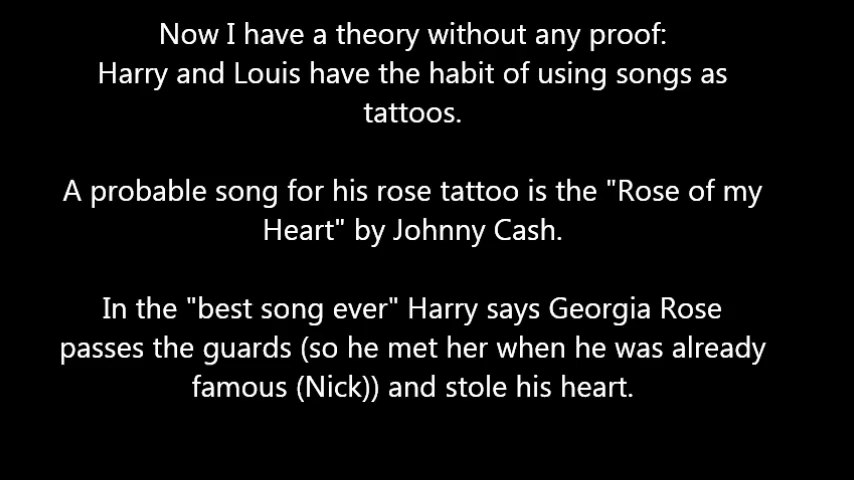 Now I have a theory without any proof:
Harry and Louis have the habit of using songs as
tattoos.
A probable song for his rose tattoo is the "Rose of my
Heart" by Johnny Cash.
In the "best song ever" Harry says Georgia Rose
passes the guards (so he met her when he was already
famous (Nick)) and stole his heart.